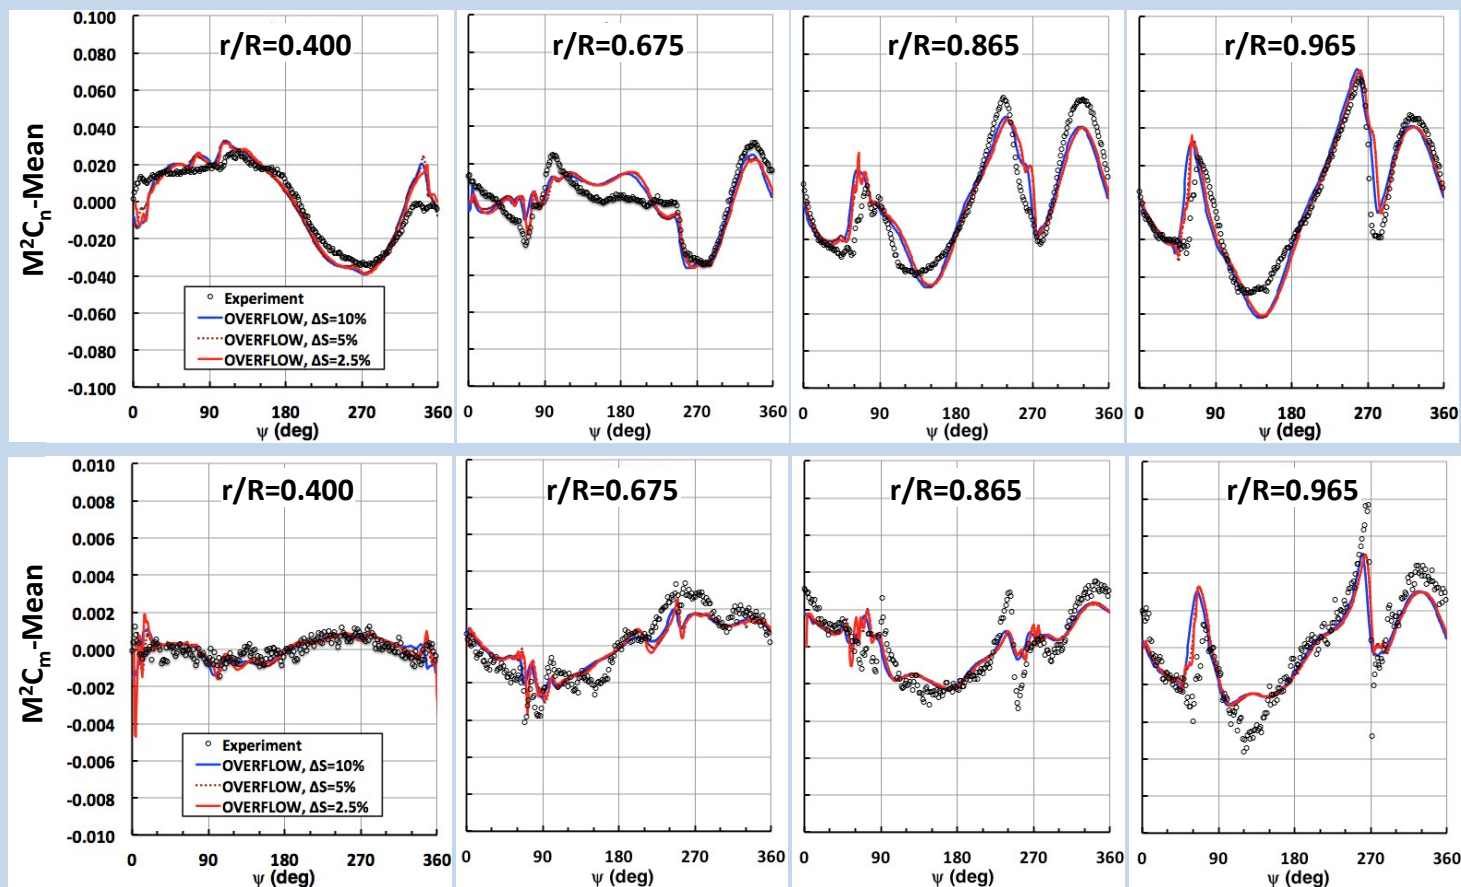 r/R=0.400
r/R=0.675
r/R=0.865
r/R=0.965
M²Cn-Mean
0.100
0.080
0.060
0.040
0.020
0.000
-0.020
-0.040
-0.060
-0.080
-0.100
Experiment
OVERFLOW, ΔS=10%
OVERFLOW, ΔS=5%
OVERFLOW, ΔS=2.5%
0 90 180 270 360
0 90 180 270 360
0 90 180 270 360
0 90 180 270 360
ψ (deg)
ψ (deg)
ψ (deg)
ψ (deg)
r/R=0.400
r/R=0.675
r/R=0.865
r/R=0.965
M²Cm-Mean
0.010
0.008
0.006
0.004
0.002
0.000
-0.002
-0.004
-0.006
-0.008
-0.010
Experiment
OVERFLOW, ΔS=10%
OVERFLOW, ΔS=5%
OVERFLOW, ΔS=2.5%
0 90 180 270 360
0 90 180 270 360
0 90 180 270 360
0 90 180 270 360
ψ (deg)
ψ (deg)
ψ (deg)
ψ (deg)